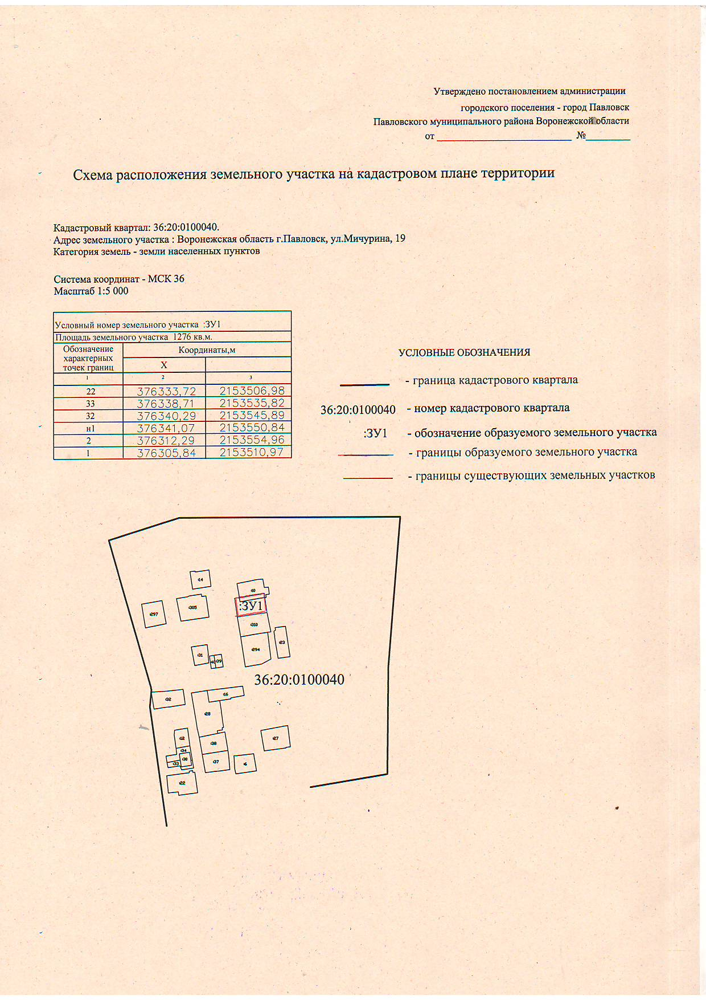 Утверждено постановлением администрации
городского поселения - город Павловск
Павловского муниципального района Воронежской области
от № 
Схема расположения земельного участка на кадастровом плане территории
Кадастровый квартал: 36:20:0100040.
Адрес земельного участка : Воронежская область г.Павловск, ул.Мичурина, 19
Категория земель - земли населенных пунктов
Система координат - МСК 36
Масштаб 1:5 000
Условный номер земельного участка :ЗУ1
Площадь земельного участка 1276 кв.м.
Обозначение характерных точек границ Координаты,м
X
1 2 3
22 376333,72 2153506,98
33 376338,71 2153535,82
32 376340,29 2153545,89
н1 376341,07 2153550,84
2 376312,29 2153554,96
1 376305,84 2153510,97
УСЛОВНЫЕ ОБОЗНАЧЕНИЯ
- граница кадастрового квартала
36:20:0100040 - номер кадастрового квартала
:ЗУ1 - обозначение образуемого земельного участка
- границы образуемого земельного участка
- границы существующих земельных участков
:ЗУ1
36:20:0100040